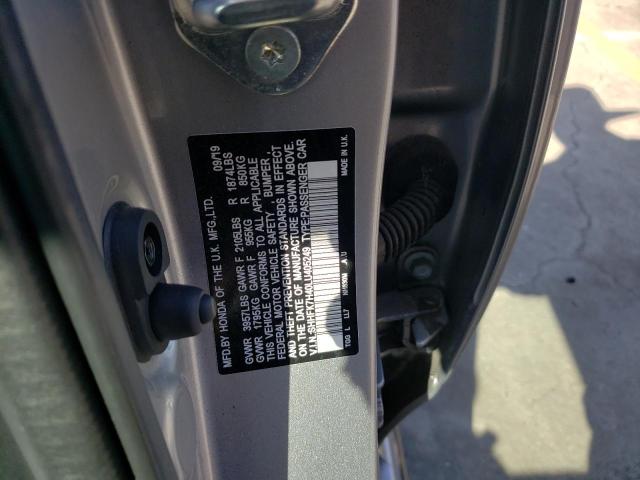 MFD.BY HONDA OF THE U.K. MFG.,LTD. 09/19
GVWR 3957LBS GAWR F 2105LBS R 1874LBS
GVWR 1795KG GAWR F 955KG R 850KG
THIS VEHICLE CONFORMS TO ALL APPLICABLE
FEDERAL MOTOR VEHICLE SAFETY , BUMPER ,
AND THEFT PREVENTION STANDARDS IN EFFECT
ON THE DATE OF MANUFACTURE SHOWN ABOVE.
V.I.N. TYPE:PASSENGER CAR
MADE IN U.K.